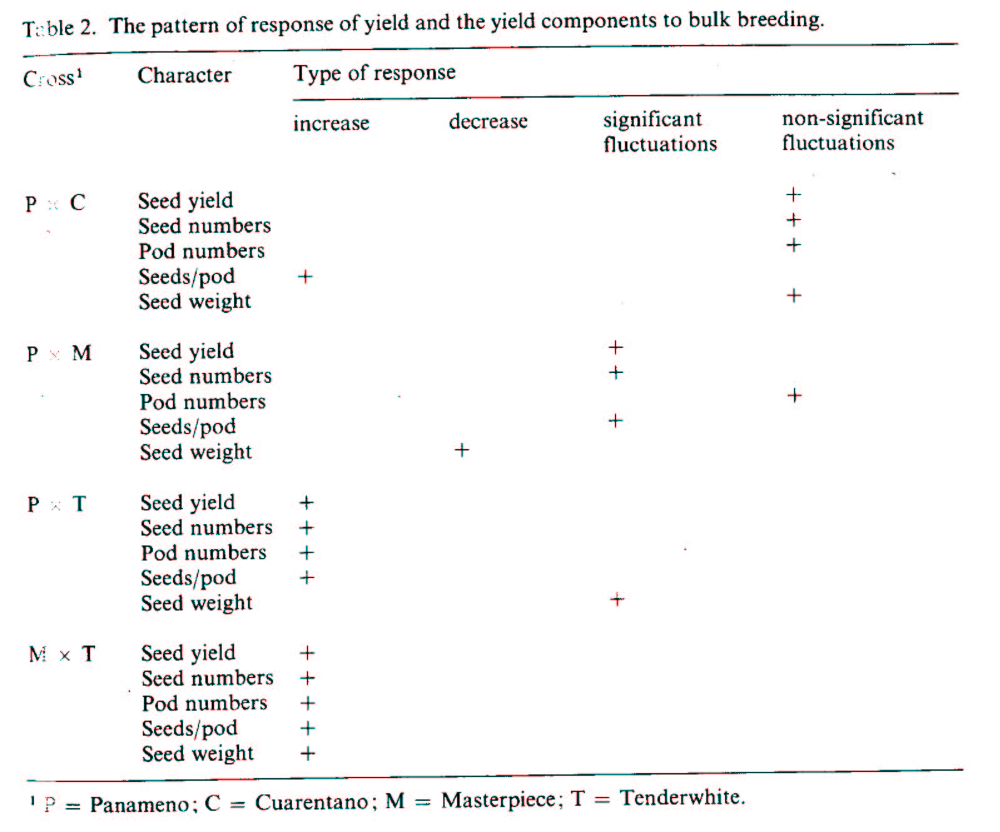 Table 2. The pattern of response of yield and the yield components to bulk breeding.
Cross¹ Character Type of response
increase decrease significant fluctuations non-significant fluctuations
P × C Seed yield +
Seed numbers +
Pod numbers +
Seeds/pod +
Seed weight +
P × M Seed yield +
Seed numbers +
Pod numbers +
Seeds/pod +
Seed weight +
P × T Seed yield +
Seed numbers +
Pod numbers +
Seeds/pod +
Seed weight +
M × T Seed yield +
Seed numbers +
Pod numbers +
Seeds/pod +
Seed weight +
¹ P = Panameno; C = Cuarentano; M = Masterpiece; T = Tenderwhite.